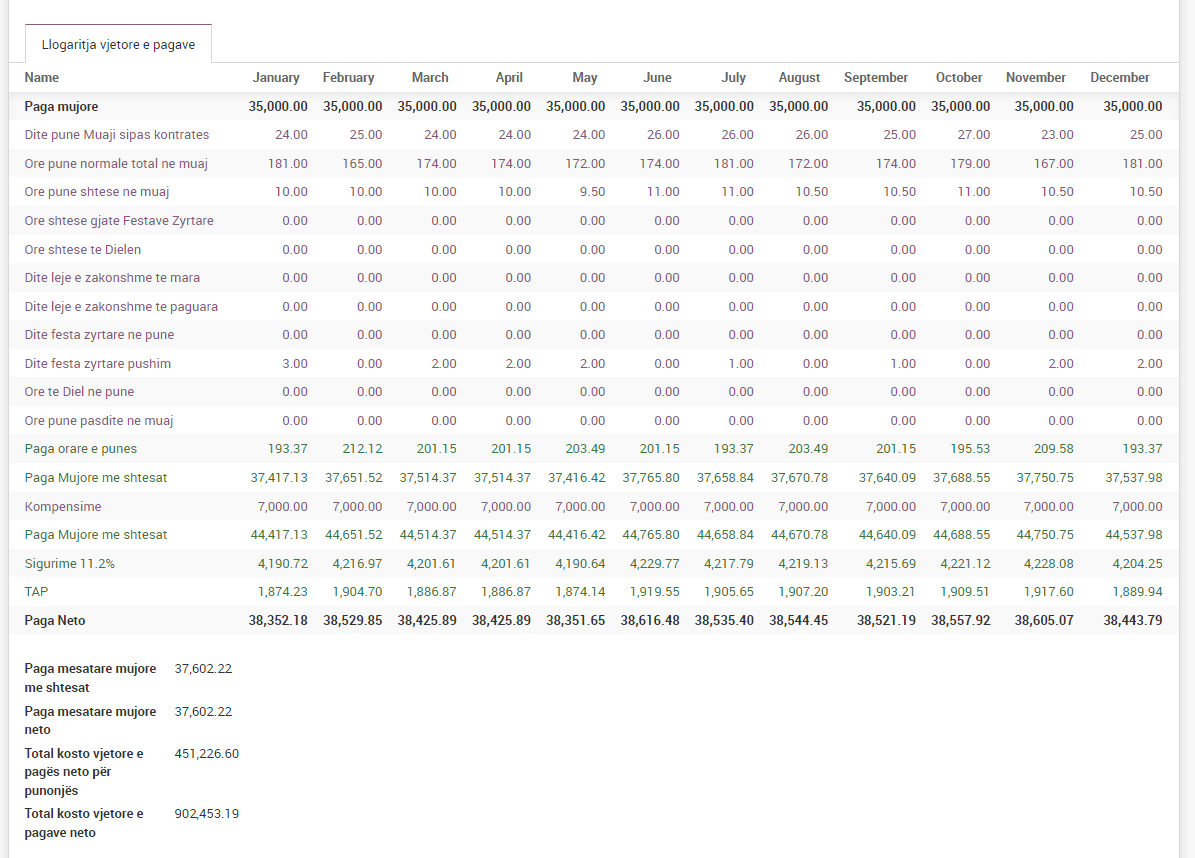 Llogaritja vjetore e pagave
Name January February March April May June July August September October November December
Paga mujore 35,000.00 35,000.00 35,000.00 35,000.00 35,000.00 35,000.00 35,000.00 35,000.00 35,000.00 35,000.00 35,000.00 35,000.00
Dite pune Muaji sipas kontrates 24.00 25.00 24.00 24.00 24.00 26.00 26.00 26.00 25.00 27.00 23.00 25.00
Ore pune normale total ne muaj 181.00 165.00 174.00 174.00 172.00 174.00 181.00 172.00 174.00 179.00 167.00 181.00
Ore pune shtese ne muaj 10.00 10.00 10.00 10.00 9.50 11.00 11.00 10.50 10.50 11.00 10.50 10.50
Ore shtese gjate Festave Zyrtare 0.00 0.00 0.00 0.00 0.00 0.00 0.00 0.00 0.00 0.00 0.00 0.00
Ore shtese te Dielen 0.00 0.00 0.00 0.00 0.00 0.00 0.00 0.00 0.00 0.00 0.00 0.00
Dite leje e zakonshme te mara 0.00 0.00 0.00 0.00 0.00 0.00 0.00 0.00 0.00 0.00 0.00 0.00
Dite leje e zakonshme te paguara 0.00 0.00 0.00 0.00 0.00 0.00 0.00 0.00 0.00 0.00 0.00 0.00
Dite festa zyrtare ne pune 0.00 0.00 0.00 0.00 0.00 0.00 0.00 0.00 0.00 0.00 0.00 0.00
Dite festa zyrtare pushim 3.00 0.00 2.00 2.00 2.00 0.00 1.00 0.00 1.00 0.00 2.00 2.00
Ore te Diel ne pune 0.00 0.00 0.00 0.00 0.00 0.00 0.00 0.00 0.00 0.00 0.00 0.00
Ore pune pasdite ne muaj 0.00 0.00 0.00 0.00 0.00 0.00 0.00 0.00 0.00 0.00 0.00 0.00
Paga orare e punes 193.37 212.12 201.15 201.15 203.49 201.15 193.37 203.49 201.15 195.53 209.58 193.37
Paga Mujore me shtesat 37,417.13 37,651.52 37,514.37 37,514.37 37,416.42 37,765.80 37,658.84 37,670.78 37,640.09 37,688.55 37,750.75 37,537.98
Kompensime 7,000.00 7,000.00 7,000.00 7,000.00 7,000.00 7,000.00 7,000.00 7,000.00 7,000.00 7,000.00 7,000.00 7,000.00
Paga Mujore me shtesat 44,417.13 44,651.52 44,514.37 44,514.37 44,416.42 44,765.80 44,658.84 44,670.78 44,640.09 44,688.55 44,750.75 44,537.98
Sigurime 11.2% 4,190.72 4,216.97 4,201.61 4,201.61 4,190.64 4,229.77 4,217.79 4,219.13 4,215.69 4,221.12 4,228.08 4,204.25
TAP 1,874.23 1,904.70 1,886.87 1,886.87 1,874.14 1,919.55 1,905.65 1,907.20 1,903.21 1,909.51 1,917.60 1,889.94
Paga Neto 38,352.18 38,529.85 38,425.89 38,425.89 38,351.65 38,616.48 38,535.40 38,544.45 38,521.19 38,557.92 38,605.07 38,443.79
Paga mesatare mujore 37,602.22
me shtesat
Paga mesatare mujore 37,602.22
neto
Total kosto vjetore e 451,226.60
pagës neto për
punonjës
Total kosto vjetore e 902,453.19
pagave neto